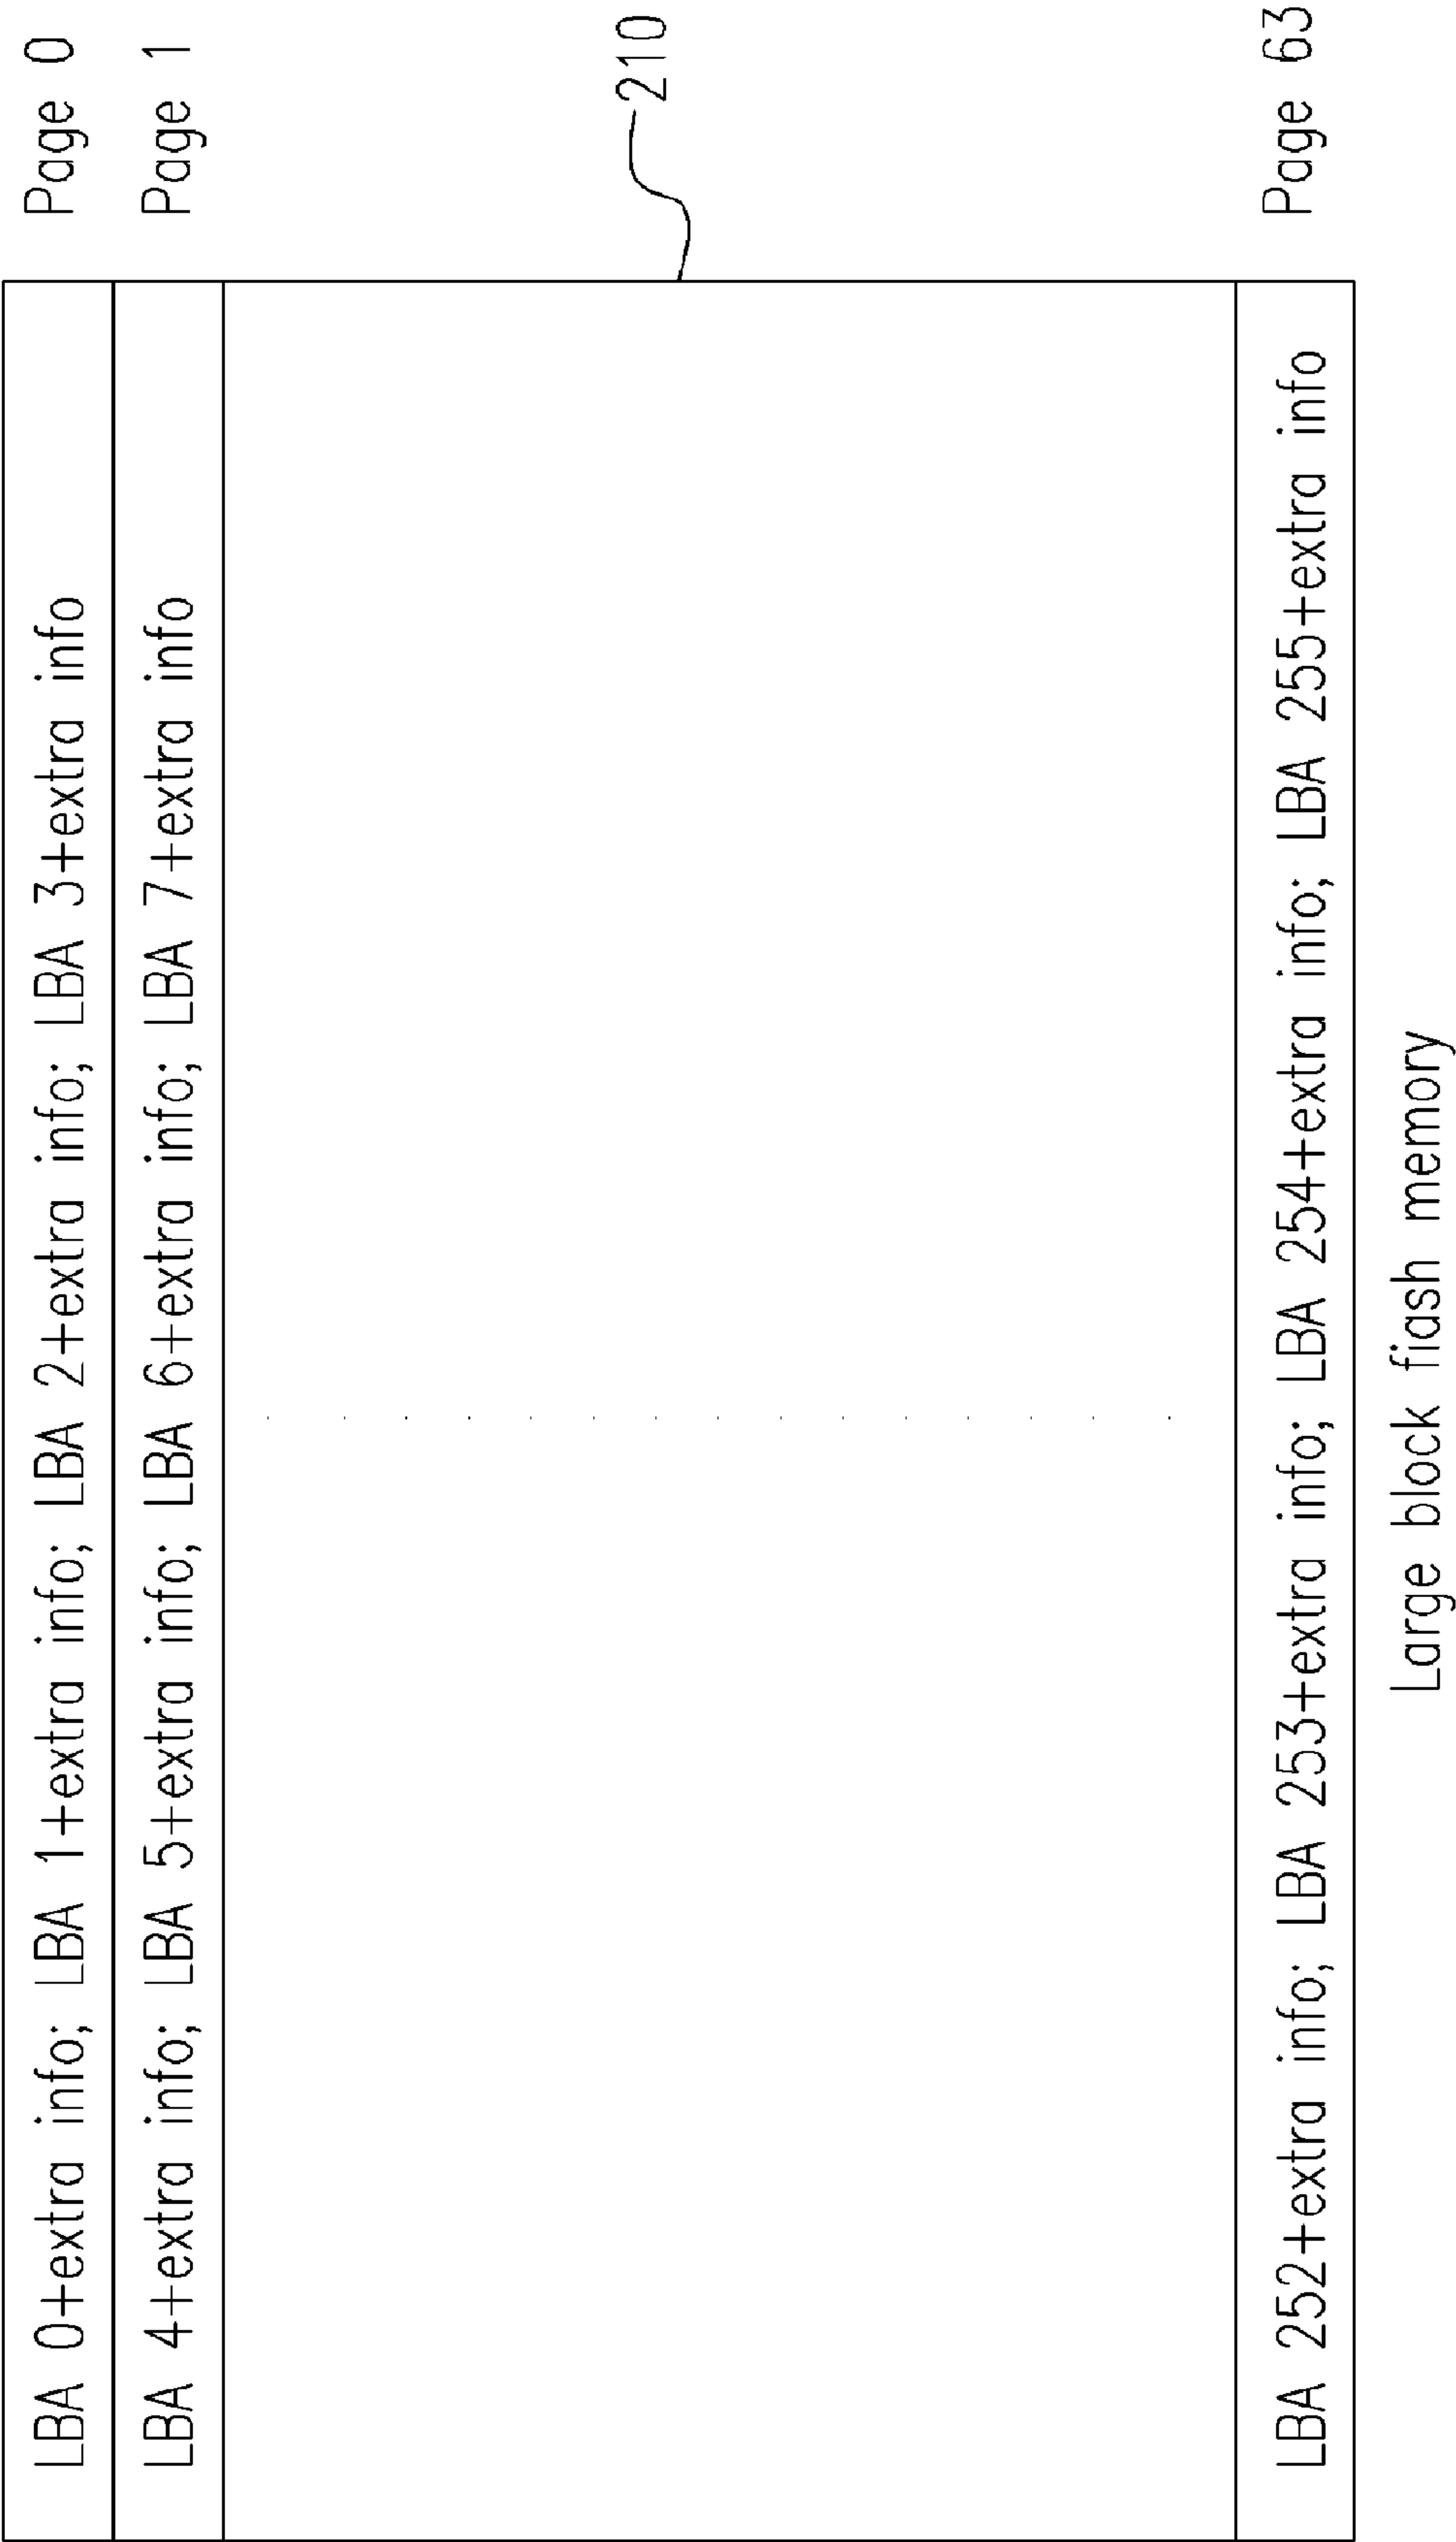 LBA 0+extra info; LBA 1+extra info; LBA 2+extra info; LBA 3+extra info Page 0
LBA 4+extra info; LBA 5+extra info; LBA 6+extra info; LBA 7+extra info Page 1
210
LBA 252+extra info; LBA 253+extra info; LBA 254+extra info; LBA 255+extra info Page 63
Large block fiash memory